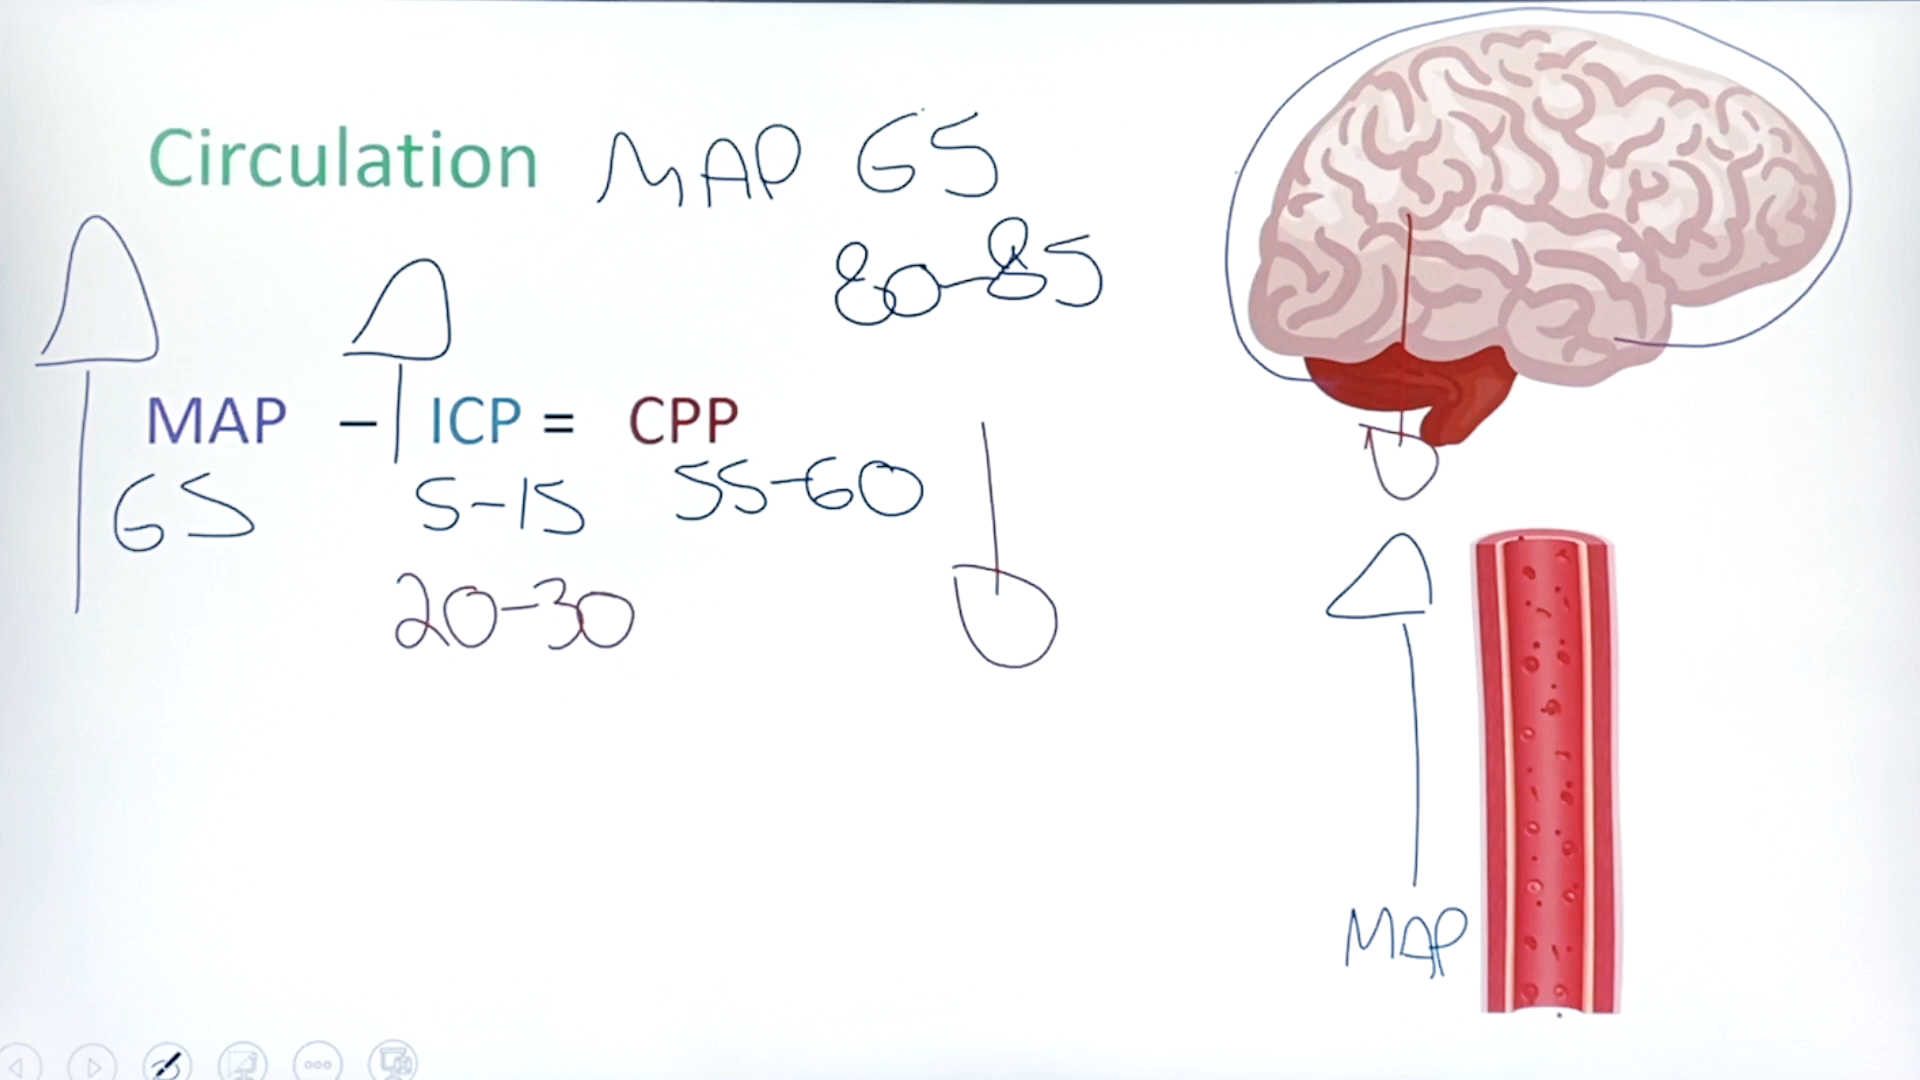 Circulation MAP 65
80-85
MAP - ICP = CPP
65 5-15 55-60
20-30
MAP